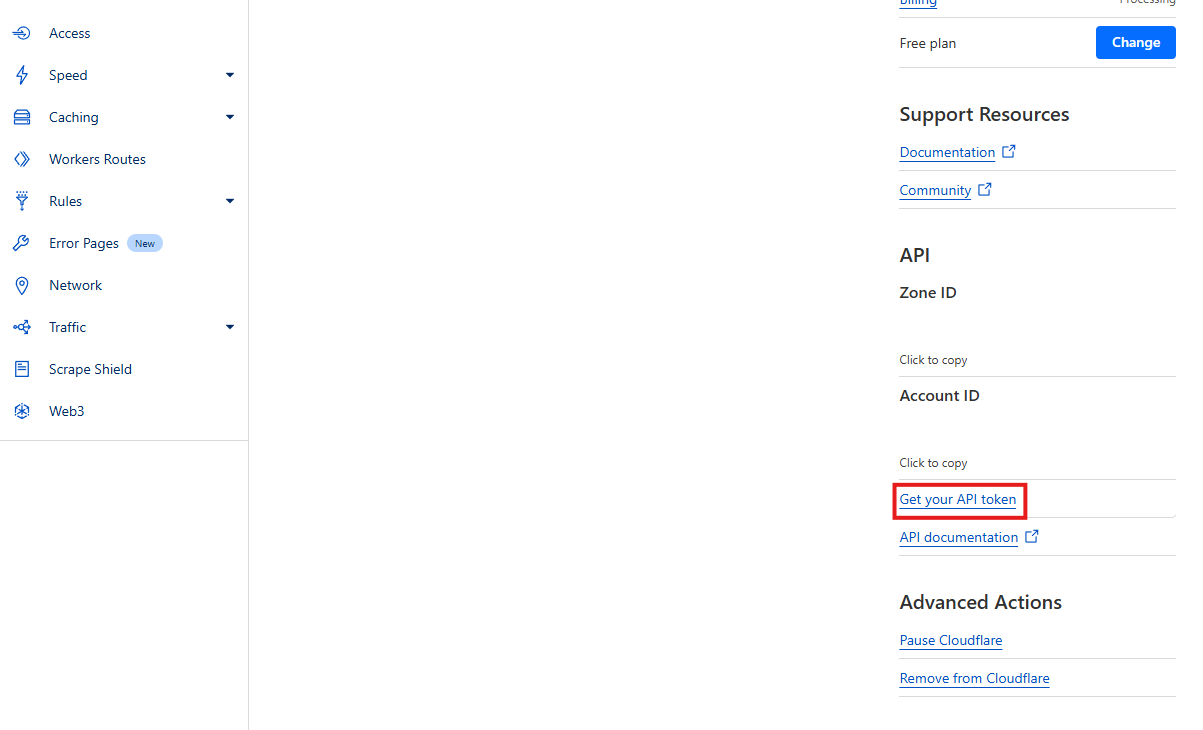 Access
Speed
Caching
Workers Routes
Rules
Error Pages New
Network
Traffic
Scrape Shield
Web3
Billing Processing
Free plan Change
Support Resources
Documentation
Community
API
Zone ID
Click to copy
Account ID
Click to copy
Get your API token
API documentation
Advanced Actions
Pause Cloudflare
Remove from Cloudflare